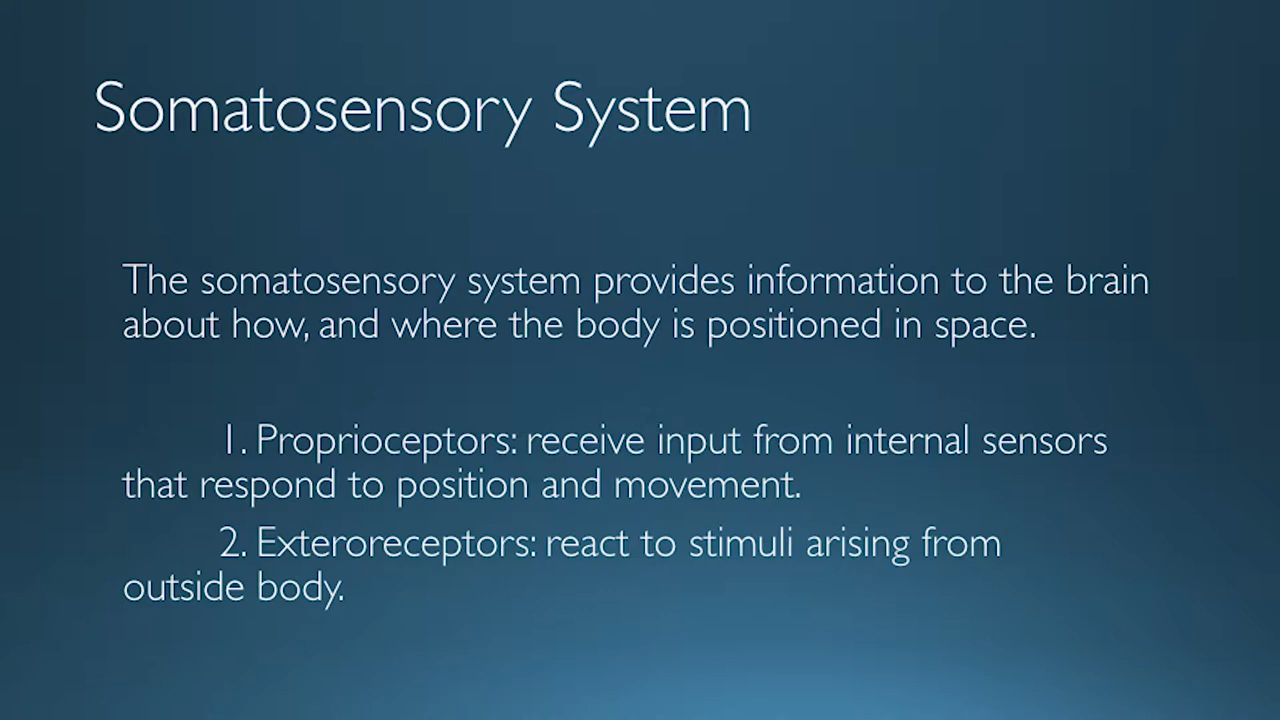 Somatosensory System
The somatosensory system provides information to the brain
about how, and where the body is positioned in space.
1. Proprioceptors: receive input from internal sensors
that respond to position and movement.
2. Exteroreceptors: react to stimuli arising from
outside body.